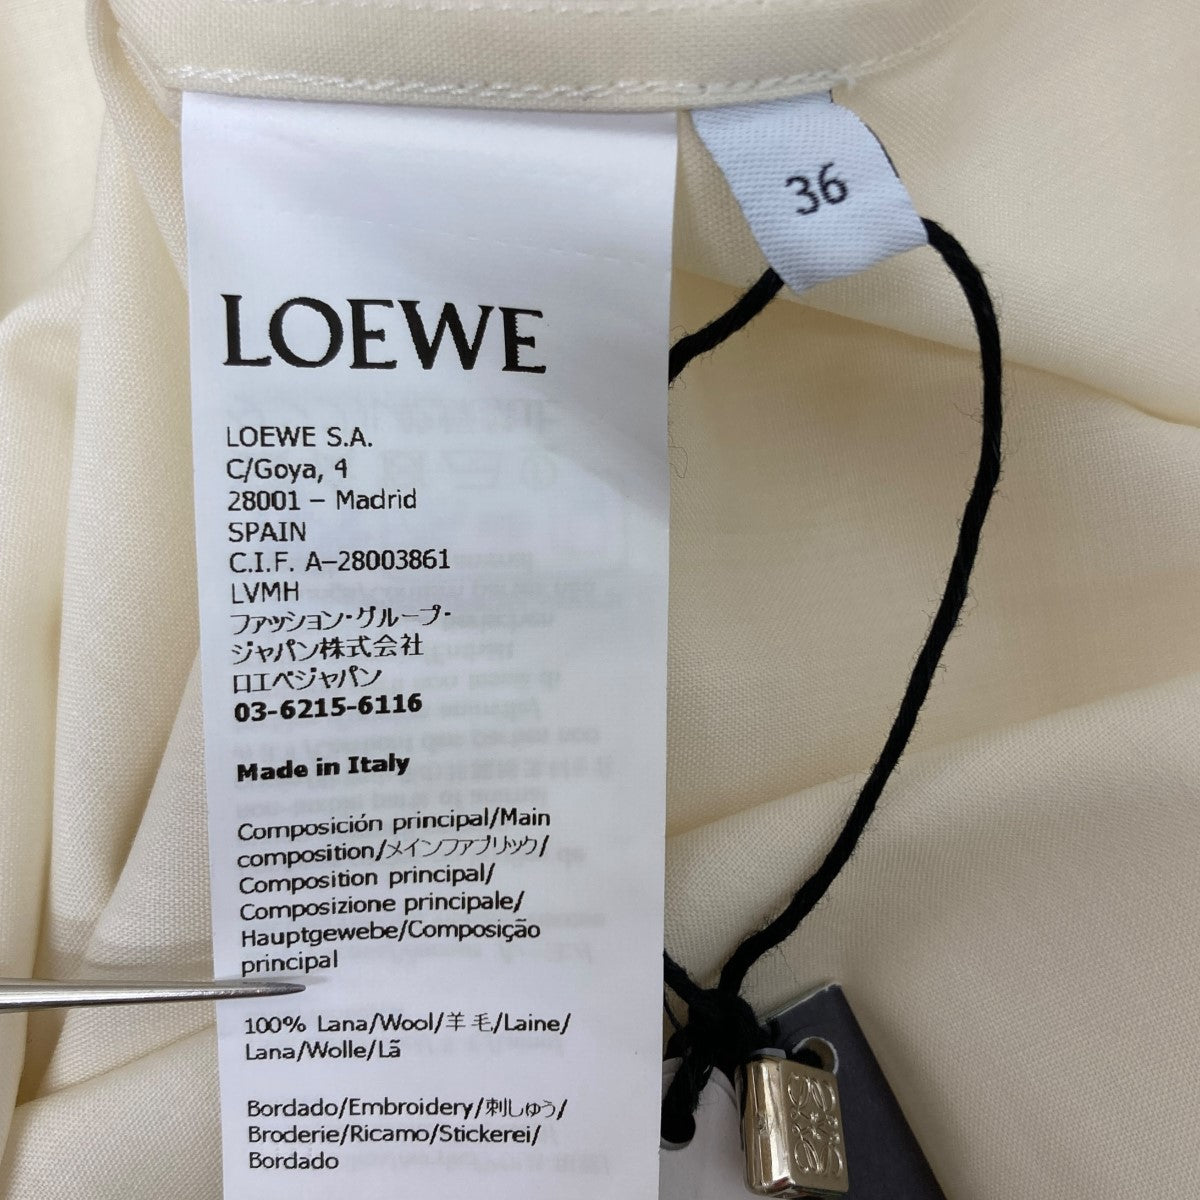 36
LOEWE
LOEWE S.A.
C/Goya, 4
28001 – Madrid
SPAIN
C.I.F. A–28003861
LVMH
ファッション・グループ・
ジャパン株式会社
ロエベジャパン
03-6215-6116
Made in Italy
Composición principal/Main
composition/メインファブリック/
Composition principal/
Composizione principale/
Hauptgewebe/Composição
principal
100% Lana/Wool/羊毛/Laine/
Lana/Wolle/Lã
Bordado/Embroidery/刺しゅう/
Broderie/Ricamo/Stickerei/
Bordado